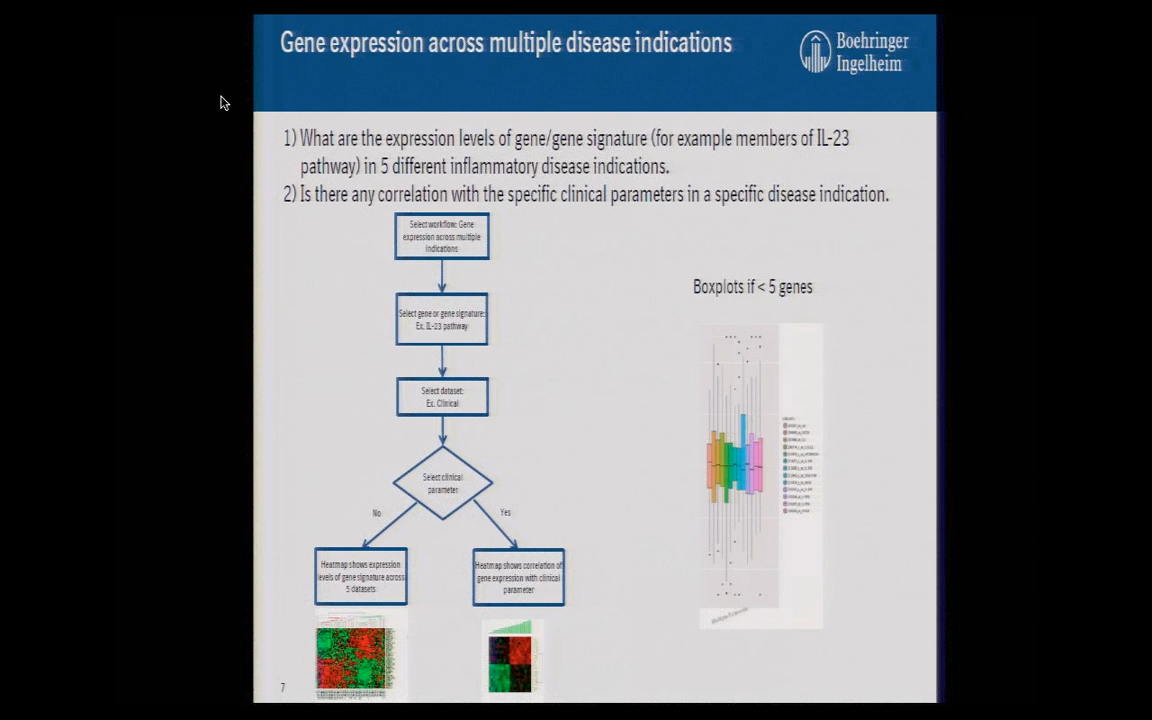 Gene expression across multiple disease indications
Boehringer
Ingelheim
1) What are the expression levels of gene/gene signature (for example members of IL-23
pathway) in 5 different inflammatory disease indications.
2) Is there any correlation with the specific clinical parameters in a specific disease indication.
Select workflow: Gene
expression across multiple
indications
Select gene or gene signature:
Ex. IL-23 pathway
Select dataset:
Ex. Clinical
Select clinical
parameter
No
Yes
Heatmap shows expression
levels of gene signature across
5 datasets
Heatmap shows correlation of
gene expression with clinical
parameter
Boxplots if < 5 genes
7